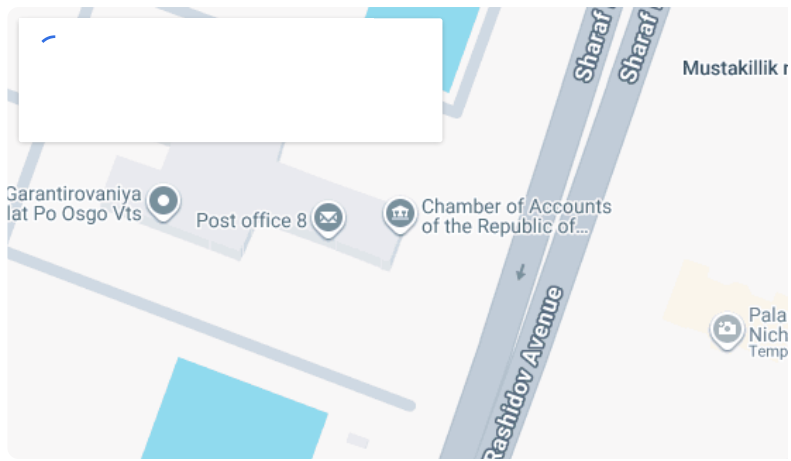 Sharaf
Sharaf
Mustakillik
Garantirovaniya
lat Po Osgo Vts
Post office 8
Chamber of Accounts
of the Republic of...
Rashidov Avenue
Pala
Nich
Temp